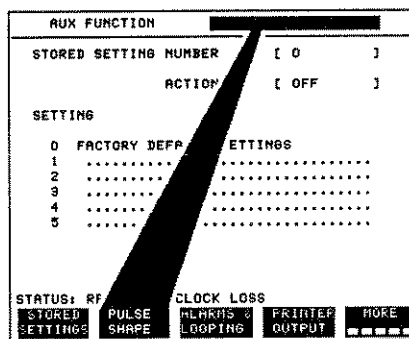 AUX FUNCTION
STORED SETTING NUMBER [ 0 ]
ACTION [ OFF ]
SETTING
0 FACTORY DEFA ETTINGS
1 ..................................
2 ..................................
3 ..................................
4 ..................................
5 ..................................
STATUS: CLOCK LOSS
STORED SETTINGS
PULSE SHAPE
ALARMS & LOOPING
PRINTER OUTPUT
MORE